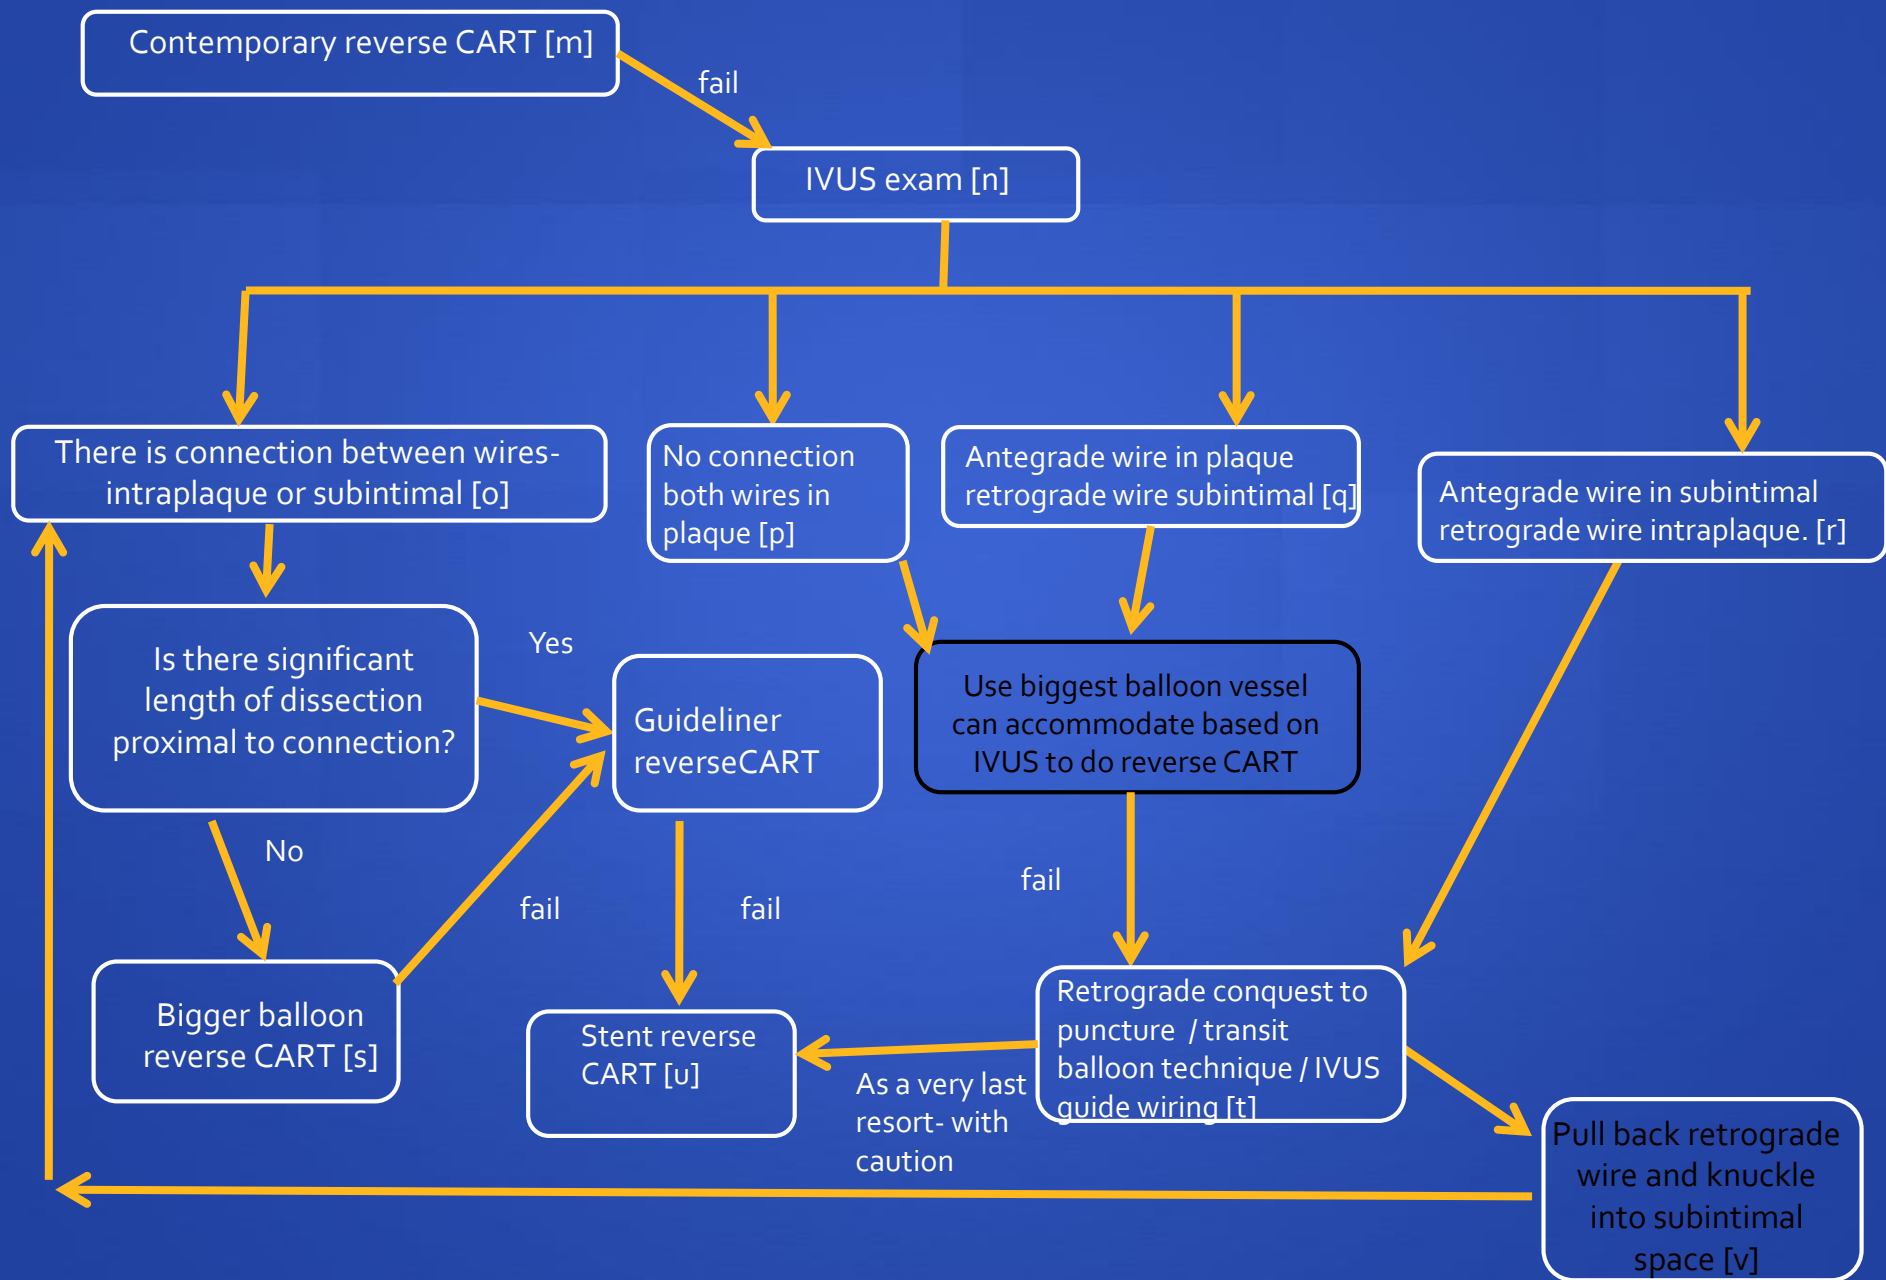 Contemporary reverse CART [m]
fail
IVUS exam [n]
There is connection between wires-
intraplaque or subintimal [o]
No connection
both wires in
plaque [p]
Antegrade wire in plaque
retrograde wire subintimal [q]
Antegrade wire in subintimal
retrograde wire intraplaque. [r]
Is there significant
length of dissection
proximal to connection?
Yes
Guideliner
reverseCART
Use biggest balloon vessel
can accommodate based on
IVUS to do reverse CART
No
fail
fail
fail
Bigger balloon
reverse CART [s]
Stent reverse
CART [u]
As a very last
resort- with
caution
Retrograde conquest to
puncture / transit
balloon technique / IVUS
guide wiring [t]
Pull back retrograde
wire and knuckle
into subintimal
space [v]